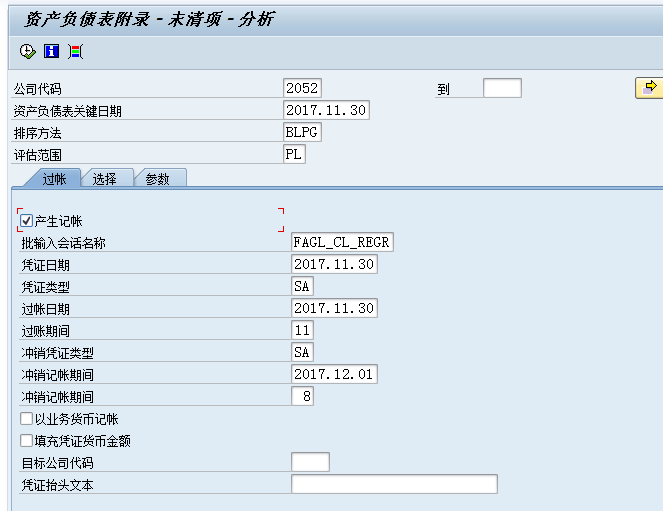 资产负债表附录 - 未清项 - 分析
公司代码 2052 到
资产负债表关键日期 2017.11.30
排序方法 BLPG
评估范围 PL
过帐 选择 参数
产生记帐
批输入会话名称 FAGL_CL_REGR
凭证日期 2017.11.30
凭证类型 SA
过帐日期 2017.11.30
过账期间 11
冲销凭证类型 SA
冲销记帐期间 2017.12.01
冲销记帐期间 8
以业务货币记帐
填充凭证货币金额
目标公司代码
凭证抬头文本